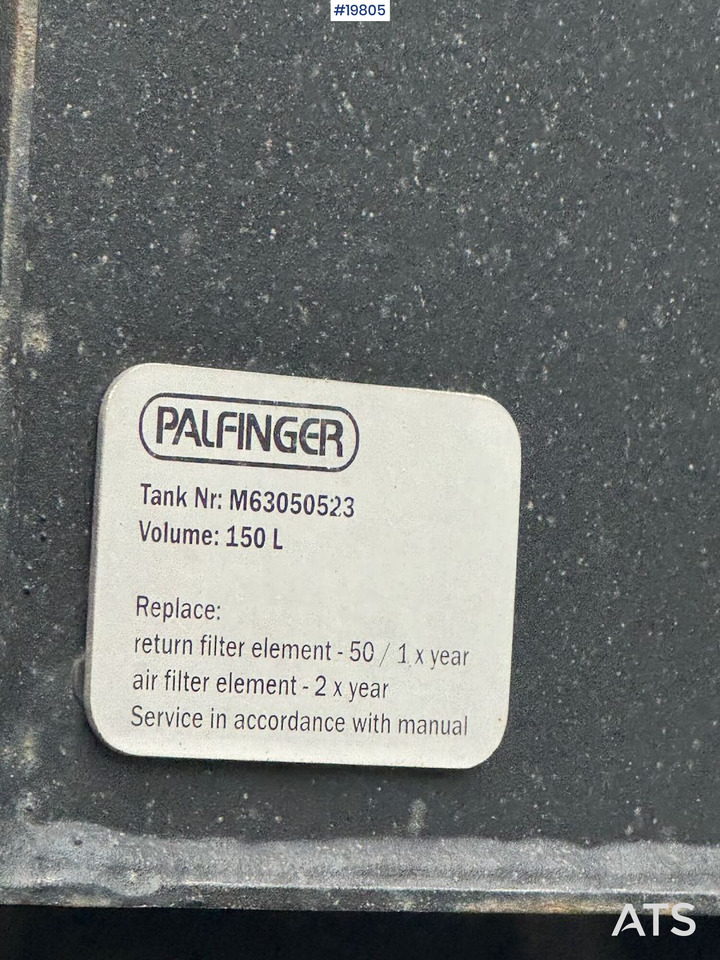 #19805
PALFINGER
Tank Nr: M63050523
Volume: 150 L
Replace:
return filter element - 50 / 1 x year
air filter element - 2 x year
Service in accordance with manual
ATS